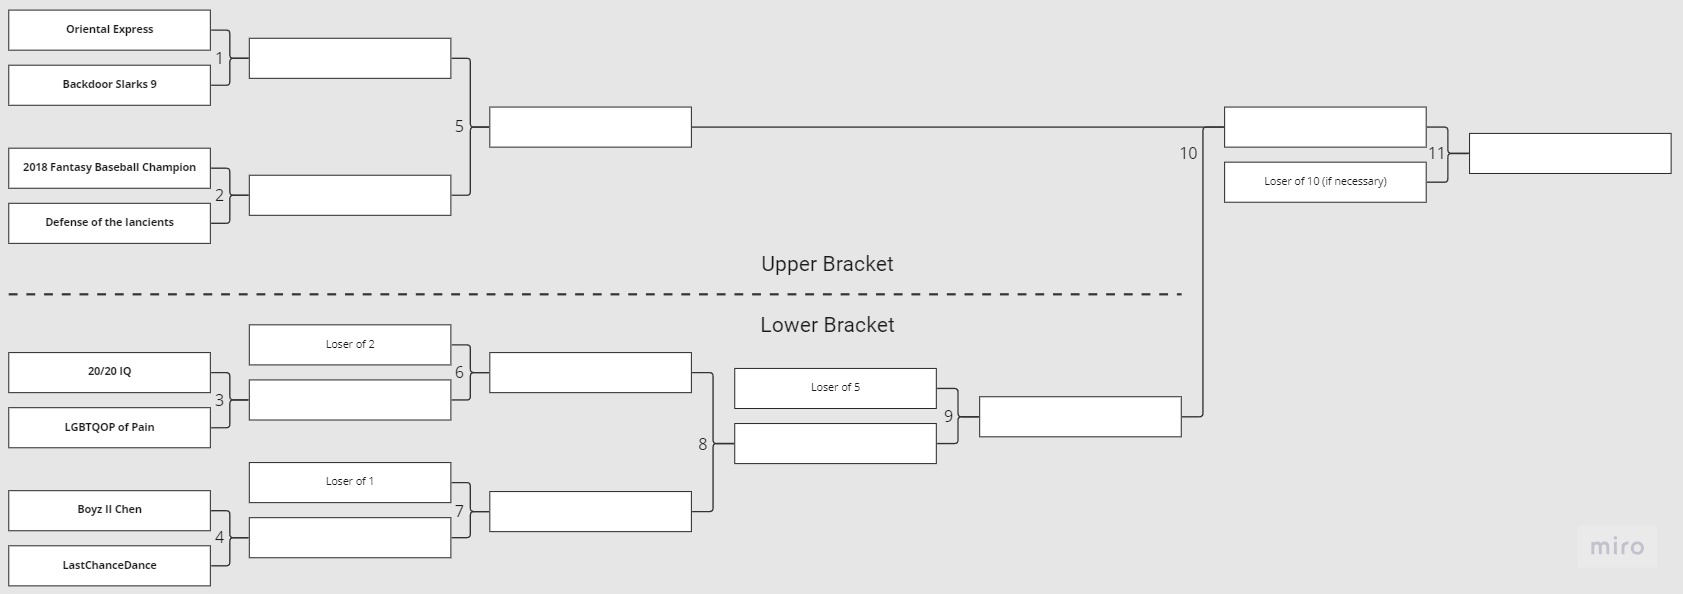 Oriental Express
1
Backdoor Slarks 9
5
10
11
Loser of 10 (if necessary)
2018 Fantasy Baseball Champion
2
Defense of the Iancients
Upper Bracket
Lower Bracket
Loser of 2
20/20 IQ
6
3
Loser of 5
LGBTQOP of Pain
9
8
Loser of 1
Boyz II Chen
7
4
LastChanceDance
miro